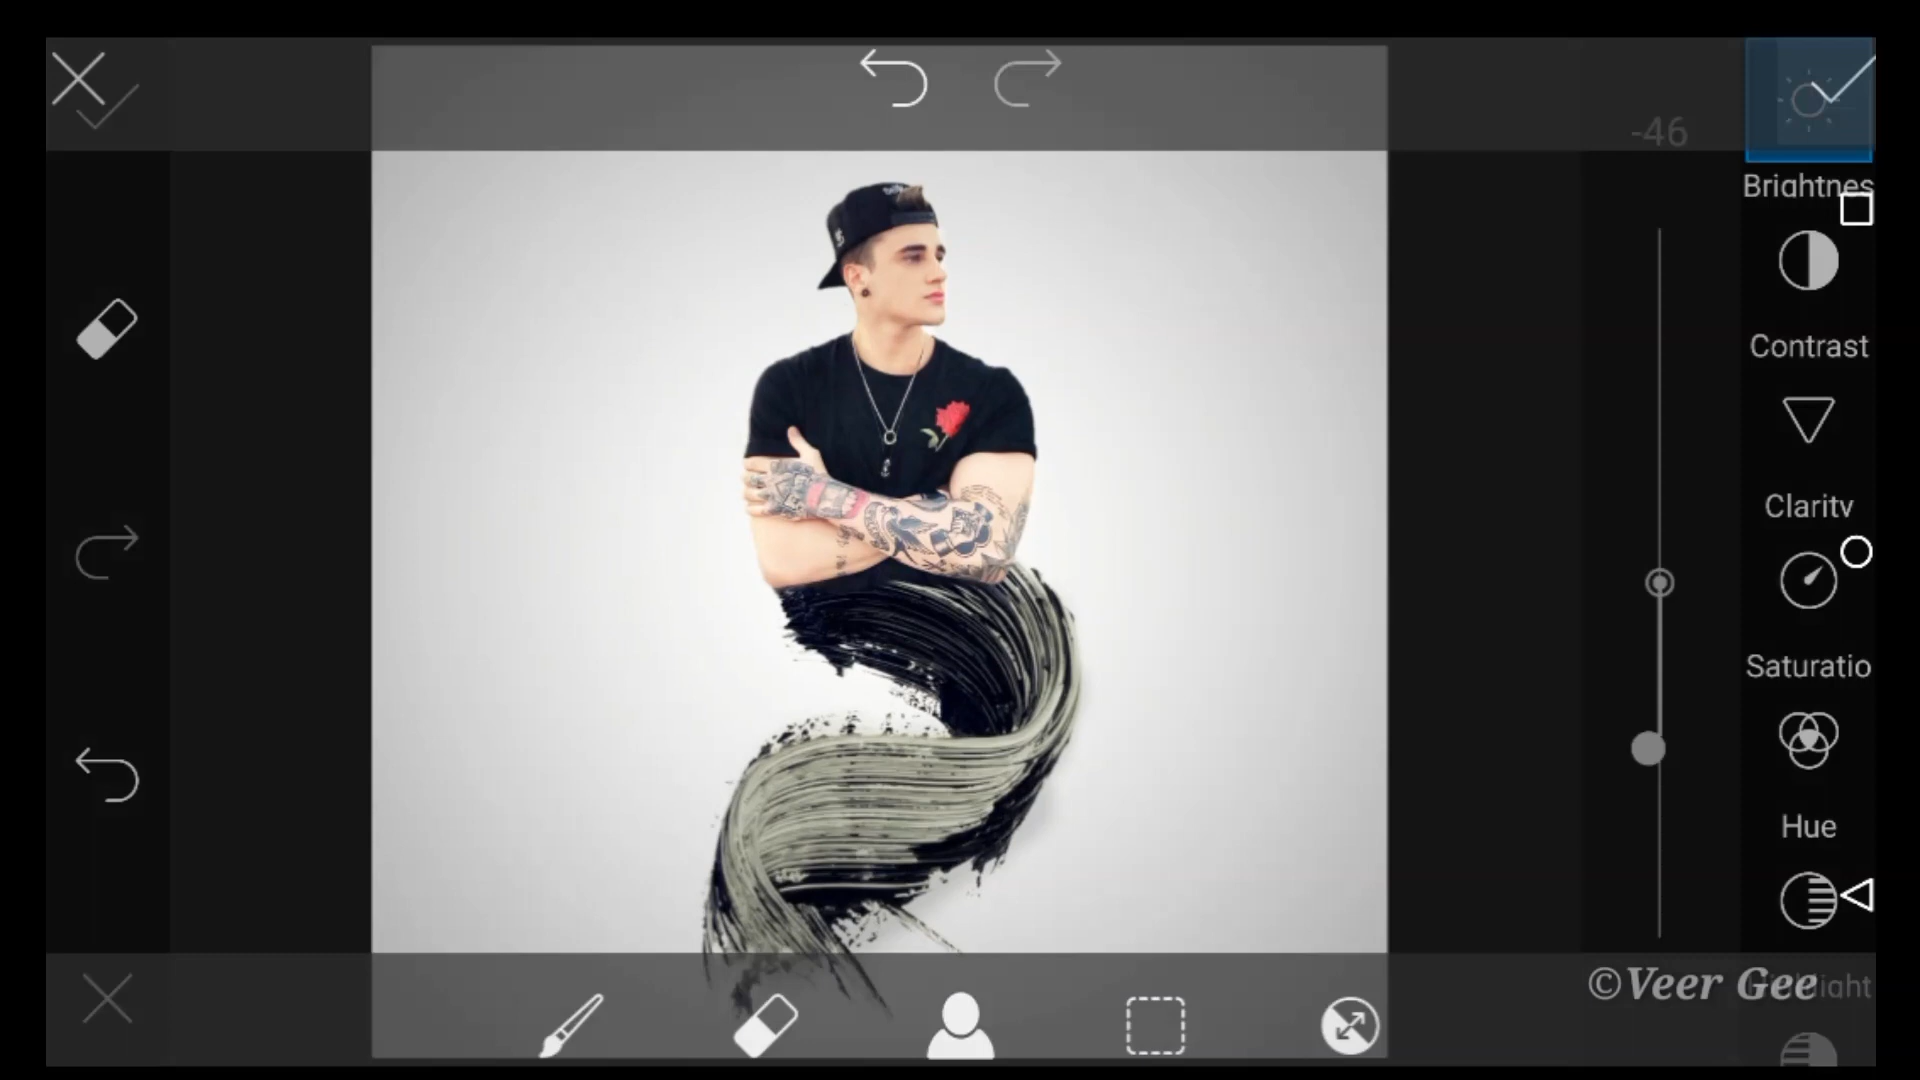 -46
Brightnes
Contrast
Clarity
Saturatio
Hue
©Veer Gee